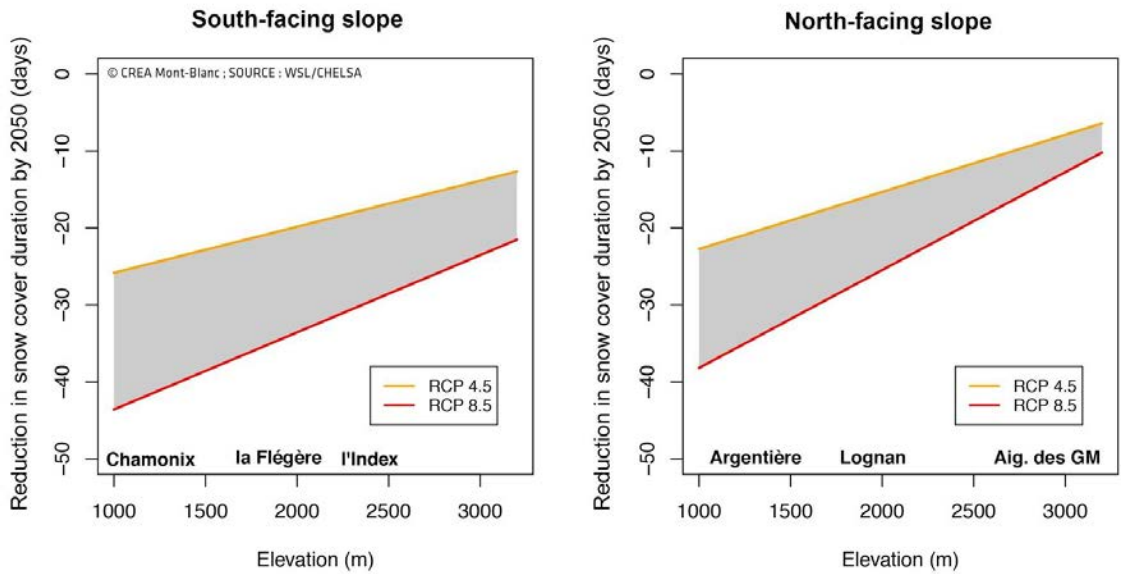 South-facing slope
© CREA Mont-Blanc ; SOURCE : WSL/CHELSA
Reduction in snow cover duration by 2050 (days)
0
−10
−20
−30
−40
−50
RCP 4.5
RCP 8.5
Chamonix la Flégère l'Index
1000 1500 2000 2500 3000
Elevation (m)
North-facing slope
Reduction in snow cover duration by 2050 (days)
0
−10
−20
−30
−40
−50
RCP 4.5
RCP 8.5
Argentière Lognan Aig. des GM
1000 1500 2000 2500 3000
Elevation (m)